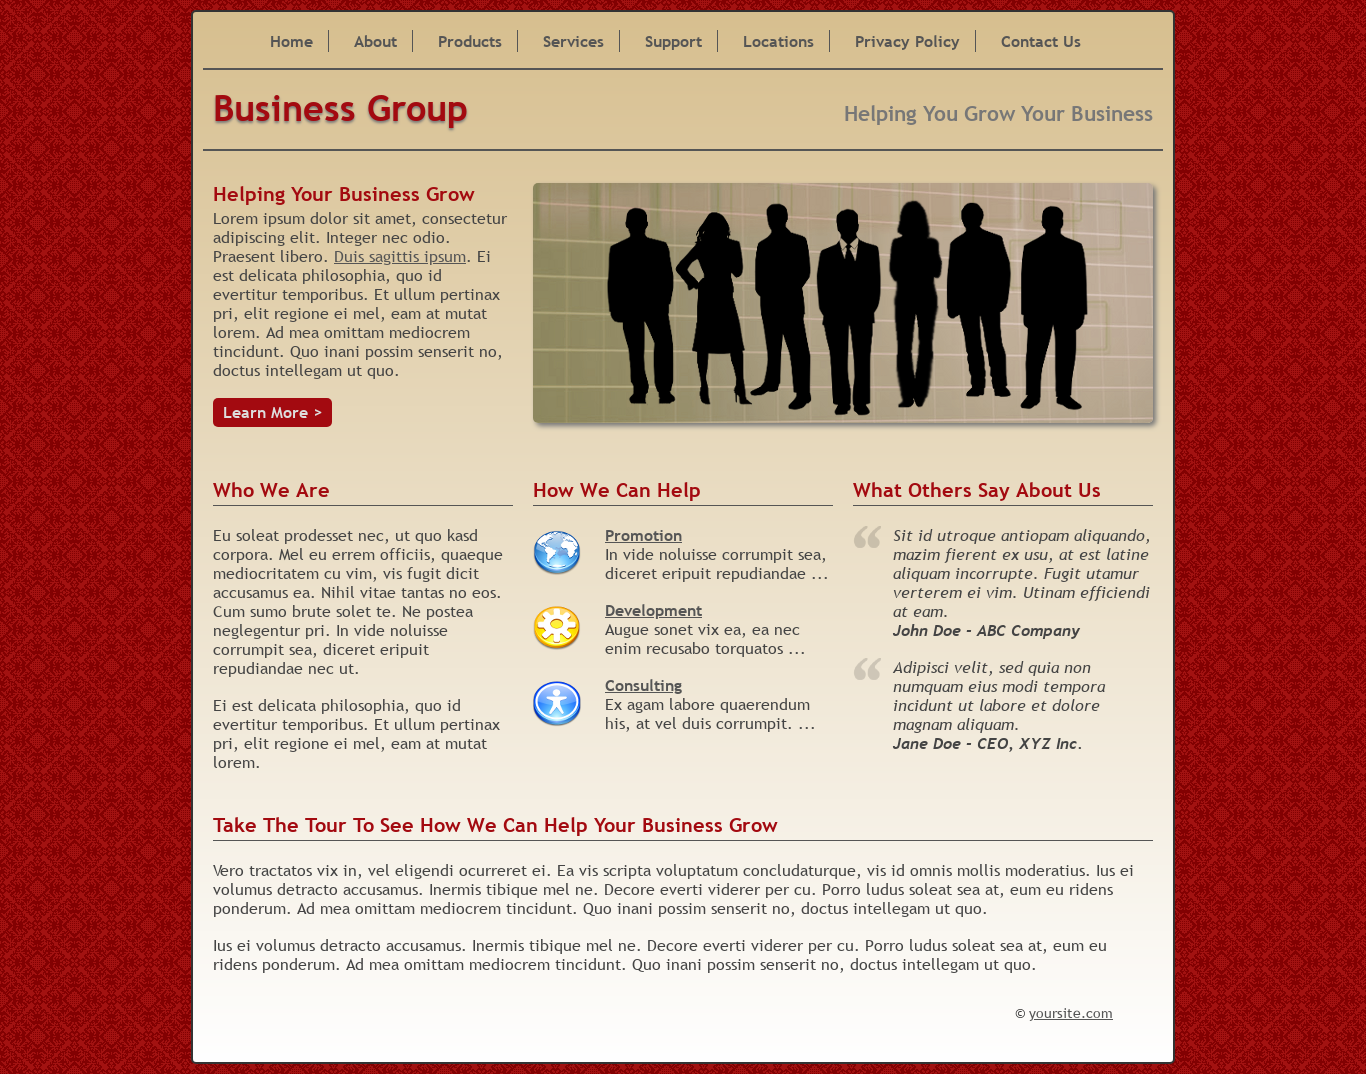 Home About Products Services Support Locations Privacy Policy Contact Us
Business Group
Helping You Grow Your Business
Helping Your Business Grow
Lorem ipsum dolor sit amet, consectetur
adipiscing elit. Integer nec odio.
Praesent libero. Duis sagittis ipsum. Ei
est delicata philosophia, quo id
evertitur temporibus. Et ullum pertinax
pri, elit regione ei mel, eam at mutat
lorem. Ad mea omittam mediocrem
tincidunt. Quo inani possim senserit no,
doctus intellegam ut quo.
Learn More >
Who We Are
Eu soleat prodesset nec, ut quo kasd
corpora. Mel eu errem officiis, quaeque
mediocritatem cu vim, vis fugit dicit
accusamus ea. Nihil vitae tantas no eos.
Cum sumo brute solet te. Ne postea
neglegentur pri. In vide noluisse
corrumpit sea, diceret eripuit
repudiandae nec ut.
Ei est delicata philosophia, quo id
evertitur temporibus. Et ullum pertinax
pri, elit regione ei mel, eam at mutat
lorem.
How We Can Help
Promotion
In vide noluisse corrumpit sea,
diceret eripuit repudiandae ...
Development
Augue sonet vix ea, ea nec
enim recusabo torquatos ...
Consulting
Ex agam labore quaerendum
his, at vel duis corrumpit. ...
What Others Say About Us
“ Sit id utroque antiopam aliquando,
mazim fierent ex usu, at est latine
aliquam incorrupte. Fugit utamur
verterem ei vim. Utinam efficiendi
at eam.
John Doe - ABC Company
“ Adipisci velit, sed quia non
numquam eius modi tempora
incidunt ut labore et dolore
magnam aliquam.
Jane Doe - CEO, XYZ Inc.
Take The Tour To See How We Can Help Your Business Grow
Vero tractatos vix in, vel eligendi ocurreret ei. Ea vis scripta voluptatum concludaturque, vis id omnis mollis moderatius. Ius ei
volumus detracto accusamus. Inermis tibique mel ne. Decore everti viderer per cu. Porro ludus soleat sea at, eum eu ridens
ponderum. Ad mea omittam mediocrem tincidunt. Quo inani possim senserit no, doctus intellegam ut quo.
Ius ei volumus detracto accusamus. Inermis tibique mel ne. Decore everti viderer per cu. Porro ludus soleat sea at, eum eu
ridens ponderum. Ad mea omittam mediocrem tincidunt. Quo inani possim senserit no, doctus intellegam ut quo.
© yoursite.com